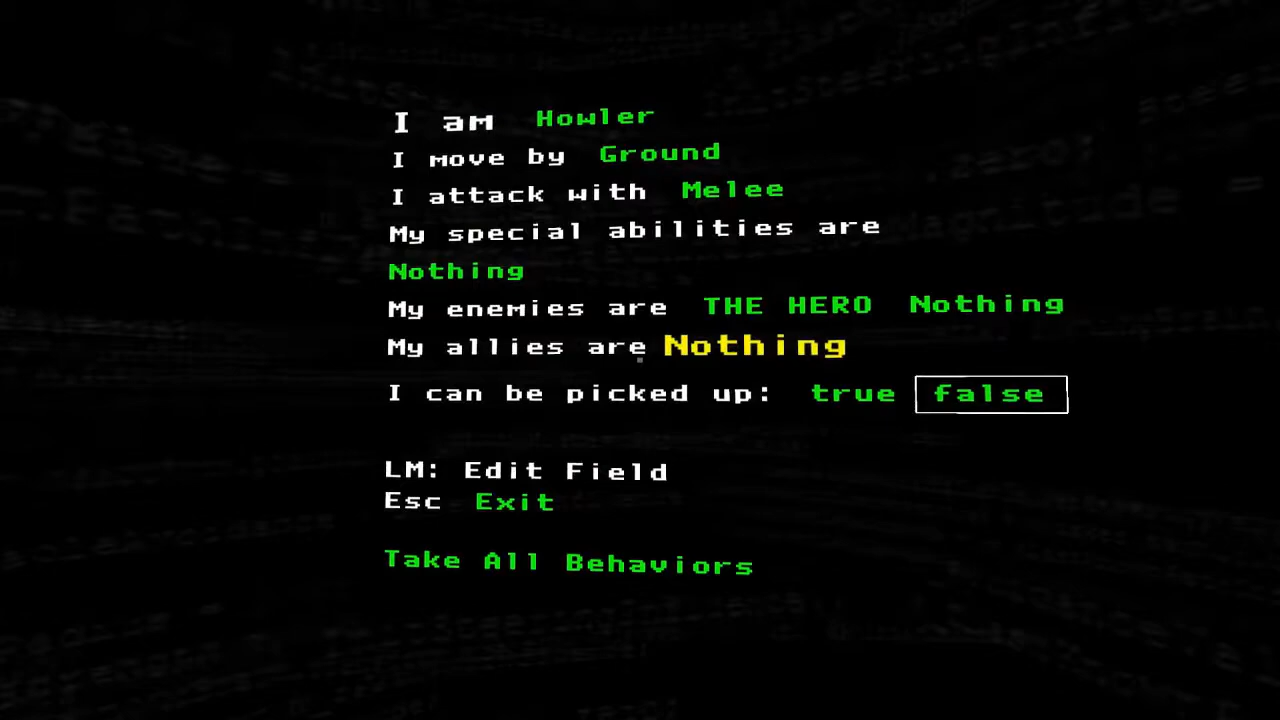 I am Howler
I move by Ground
I attack with Melee
My special abilities are
Nothing
My enemies are THE HERO Nothing
My allies are Nothing
I can be picked up: true false
LM: Edit Field
Esc Exit
Take All Behaviors